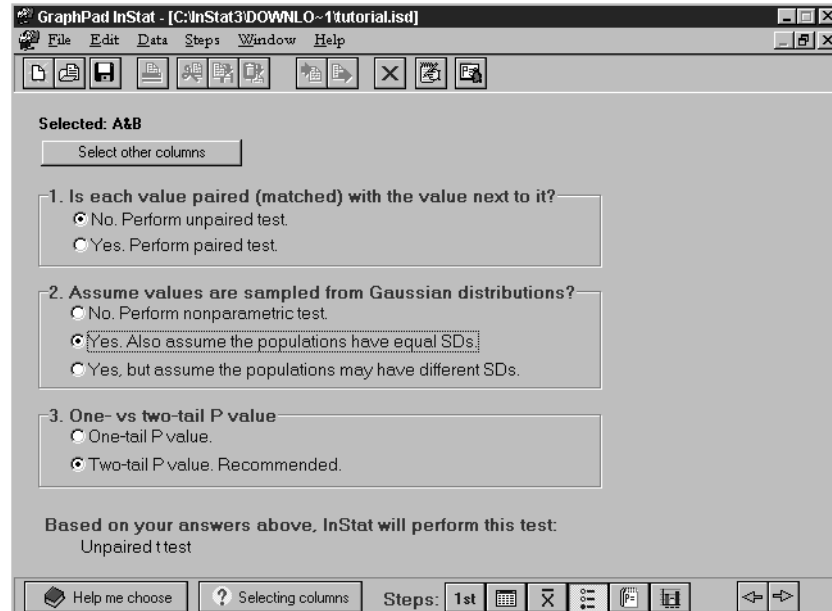 GraphPad InStat - [C:\InStat3\DOWNLO~1\tutorial.isd]
File Edit Data Steps Window Help
Selected: A&B
Select other columns
1. Is each value paired (matched) with the value next to it?
No. Perform unpaired test.
Yes. Perform paired test.
2. Assume values are sampled from Gaussian distributions?
No. Perform nonparametric test.
Yes. Also assume the populations have equal SDs.
Yes, but assume the populations may have different SDs.
3. One- vs two-tail P value
One-tail P value.
Two-tail P value. Recommended.
Based on your answers above, InStat will perform this test:
Unpaired t test
Help me choose ? Selecting columns Steps: 1st X P=